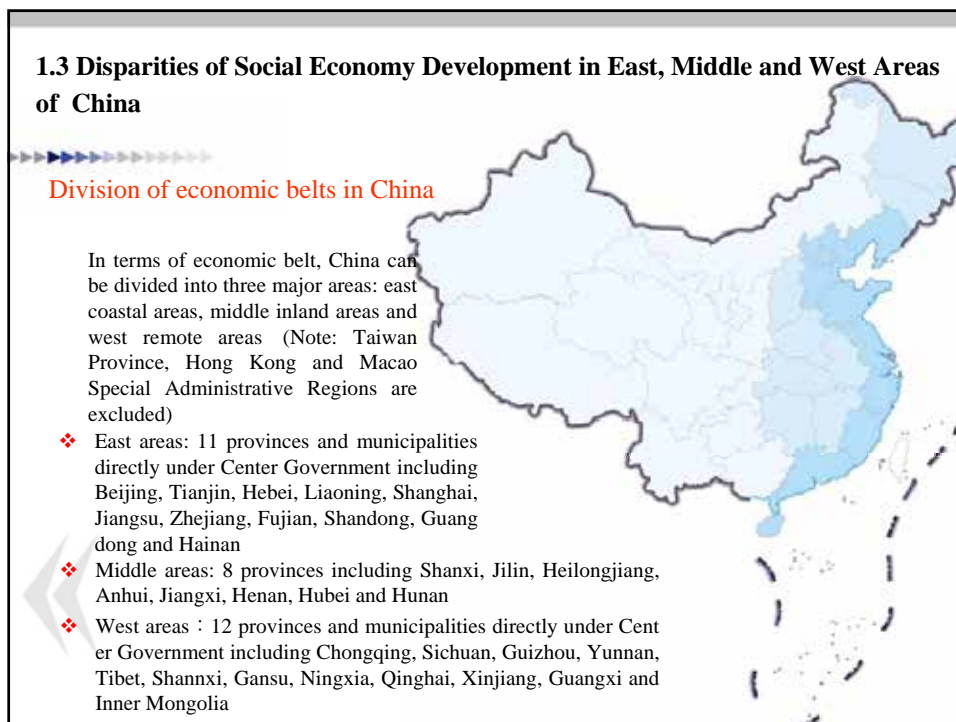 1.3 Disparities of Social Economy Development in East, Middle and West Areas
of China
Division of economic belts in China
In terms of economic belt, China can
be divided into three major areas: east
coastal areas, middle inland areas and
west remote areas (Note: Taiwan
Province, Hong Kong and Macao
Special Administrative Regions are
excluded)
❖ East areas: 11 provinces and municipalities
directly under Center Government including
Beijing, Tianjin, Hebei, Liaoning, Shanghai,
Jiangsu, Zhejiang, Fujian, Shandong, Guang
dong and Hainan
❖ Middle areas: 8 provinces including Shanxi, Jilin, Heilongjiang,
Anhui, Jiangxi, Henan, Hubei and Hunan
❖ West areas：12 provinces and municipalities directly under Cent
er Government including Chongqing, Sichuan, Guizhou, Yunnan,
Tibet, Shannxi, Gansu, Ningxia, Qinghai, Xinjiang, Guangxi and
Inner Mongolia